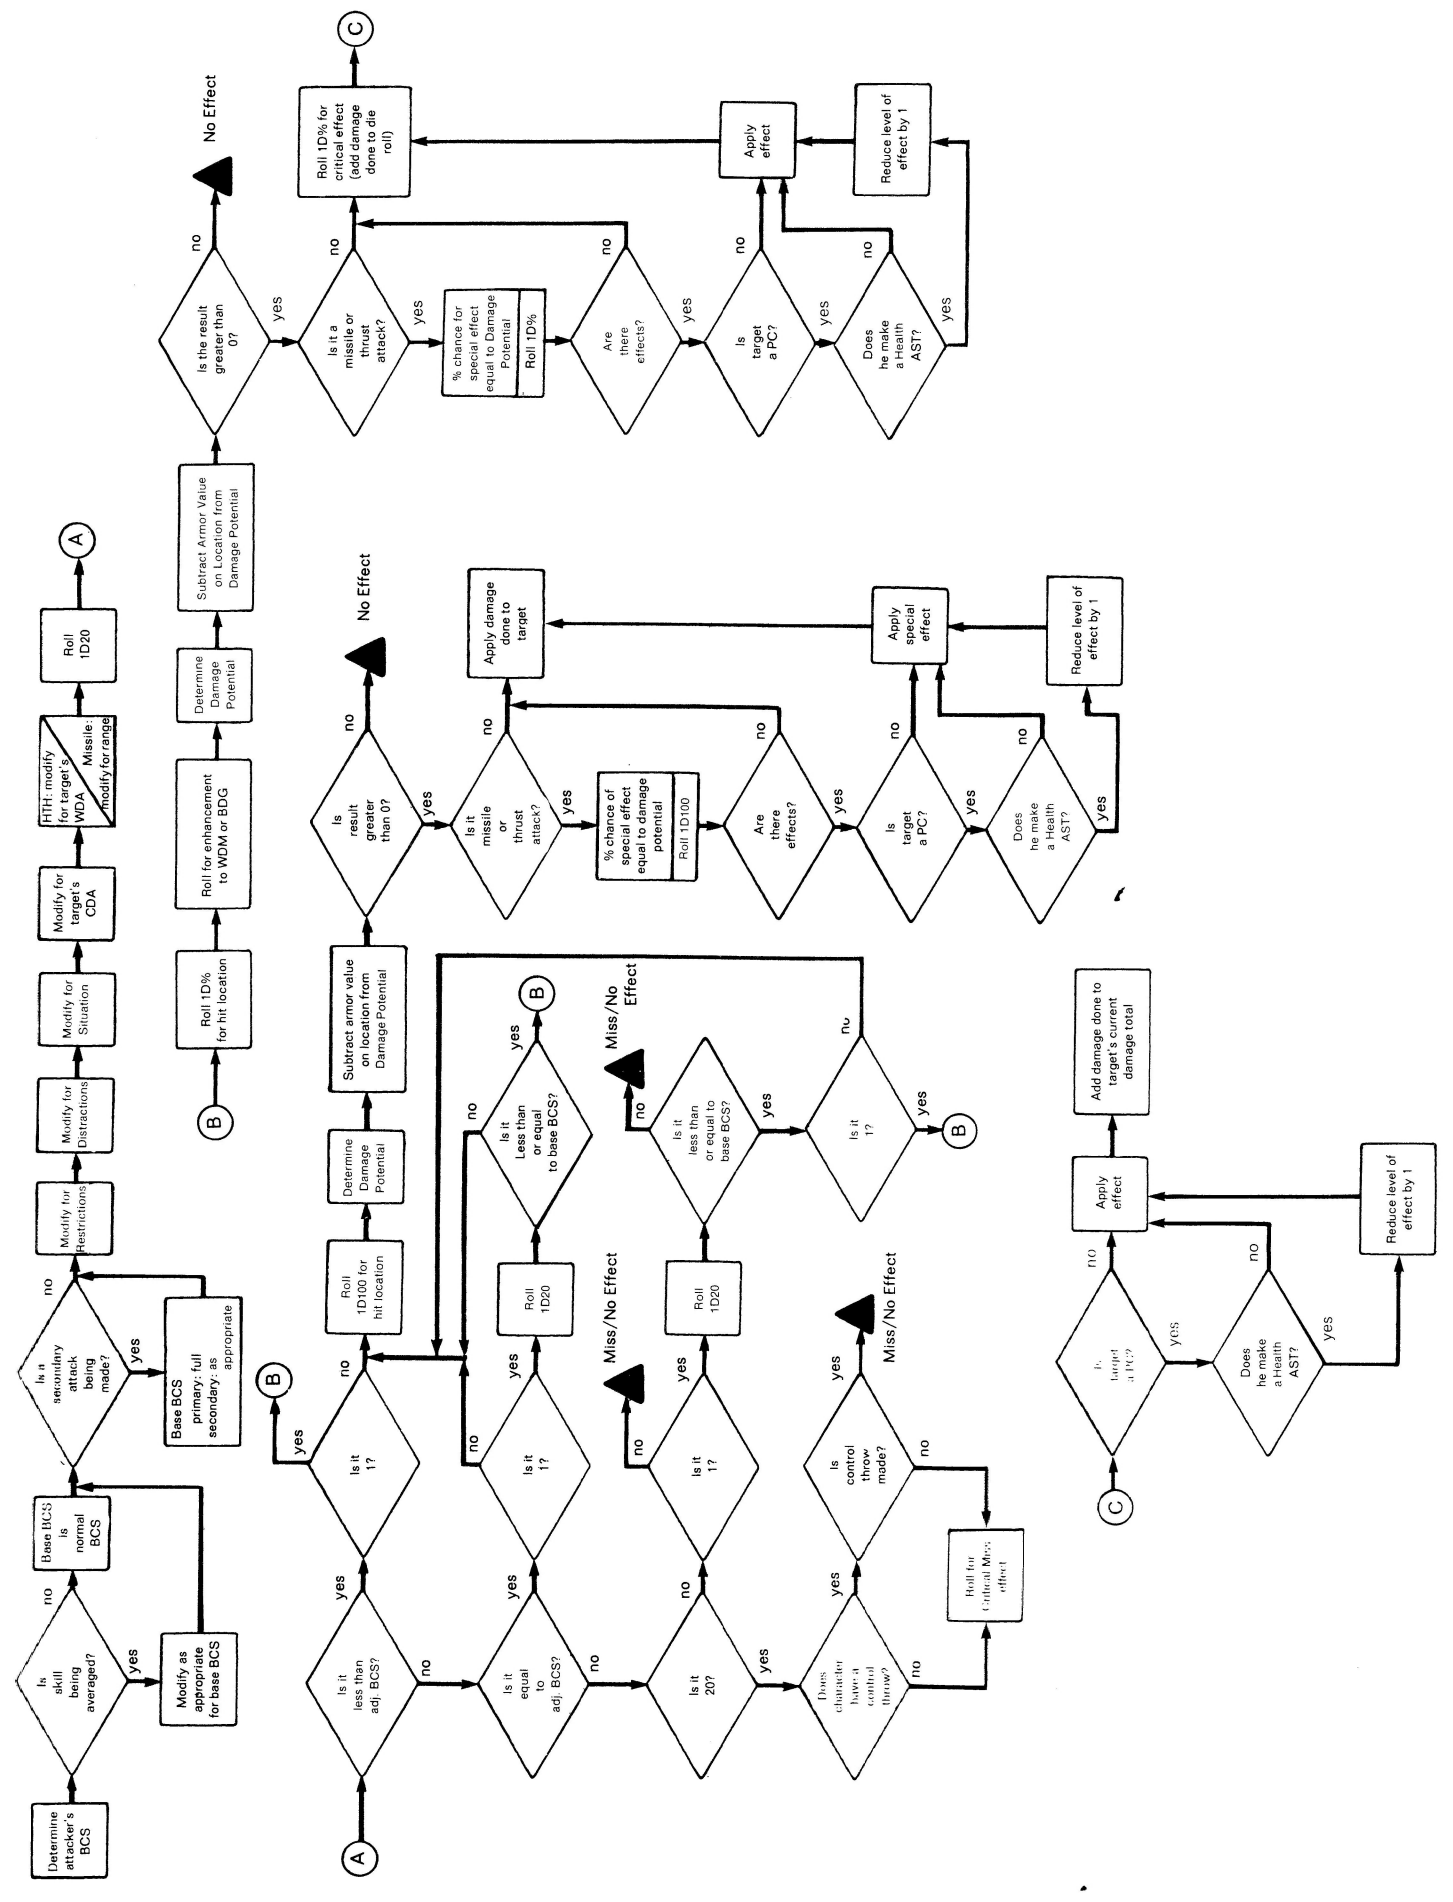 Determine
attacker's
BCS
Is
skill
being
averaged?
no
yes
Modify as
appropriate
for base BCS
Base BCS
is
normal
BCS
Is a
secondary
attack
being
made?
no
yes
Base BCS
primary: full
secondary: as
appropriate
Modify for
Restrictions
Modify for
Distractions
Modify for
Situation
Modify for
target's
CDA
HTH: modify
for target's
WDA
Missile:
modify for range
Roll
1D20
A
B
Roll 1D%
for hit location
Roll for enhancement
to WDM or BDG
Determine
Damage
Potential
Subtract Armor Value
on Location from
Damage Potential
Is the result
greater than
0?
no
No Effect
yes
Is it a
missile or
thrust
attack?
no
Roll 1D% for
critical effect
(add damage
done to die
roll)
C
yes
% chance for
special effect
equal to Damage
Potential
Roll 1D%
Are
there
effects?
no
yes
Is
target
a PC?
no
Apply
effect
yes
Does
he make
a Health
AST?
no
yes
Reduce level of
effect by 1
A
Is it
less than
adj. BCS?
yes
no
Is it
1?
yes
B
no
Roll
1D100 for
hit location
Determine
Damage
Potential
Subtract armor value
on location from
Damage Potential
Is
result
greater
than 0?
no
No Effect
yes
Is it
missile
or
thrust
attack?
no
Apply damage
done to
target
yes
% chance of
special effect
equal to damage
potential
Roll 1D100
Are
there
effects?
no
yes
Is
target
a PC?
no
Apply
special
effect
yes
Does
he make
a Health
AST?
no
yes
Reduce level of
effect by 1
Is it
equal
to
adj. BCS?
yes
no
Is it
1?
no
yes
Roll
1D20
Is it
Less than
or equal
to base BCS?
no
yes
B
Is it
20?
no
yes
Is it
1?
no
Miss/No Effect
yes
Roll
1D20
Is it
less than
or equal to
base BCS?
no
Miss/No
Effect
yes
Is it
1?
no
yes
B
Does
character
have a
control
throw?
yes
no
Is
control
throw
made?
yes
Miss/No Effect
no
Roll for
Critical Miss
effect
C
Is
target
a PC?
no
yes
Apply
effect
Add damage done to
target's current
damage total
Does
he make
a Health
AST?
no
yes
Reduce level of
effect by 1